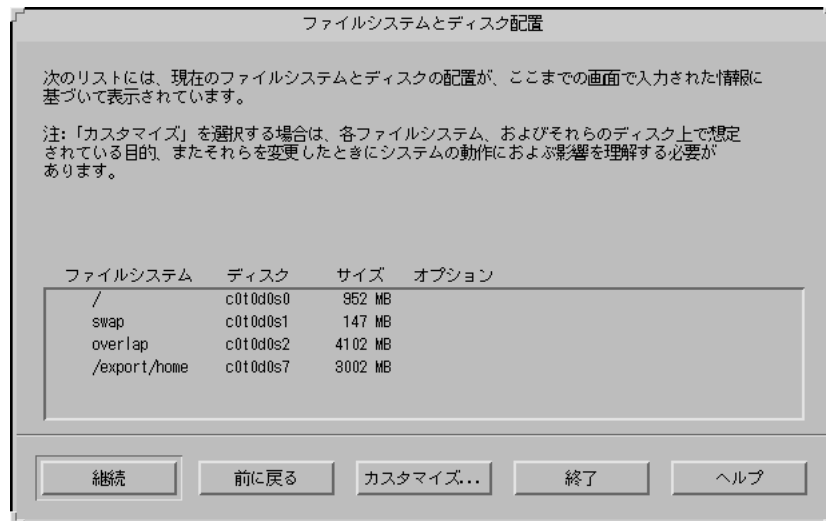 ファイルシステムとディスク配置
次のリストには、現在のファイルシステムとディスクの配置が、ここまでの画面で入力された情報に
基づいて表示されています。
注:「カスタマイズ」を選択する場合は、各ファイルシステム、およびそれらのディスク上で想定
されている目的、またそれらを変更したときにシステムの動作におよぶ影響を理解する必要が
あります。
ファイルシステム ディスク サイズ オプション
/ c0t0d0s0 952 MB
swap c0t0d0s1 147 MB
overlap c0t0d0s2 4102 MB
/export/home c0t0d0s7 3002 MB
継続 前に戻る カスタマイズ... 終了 ヘルプ